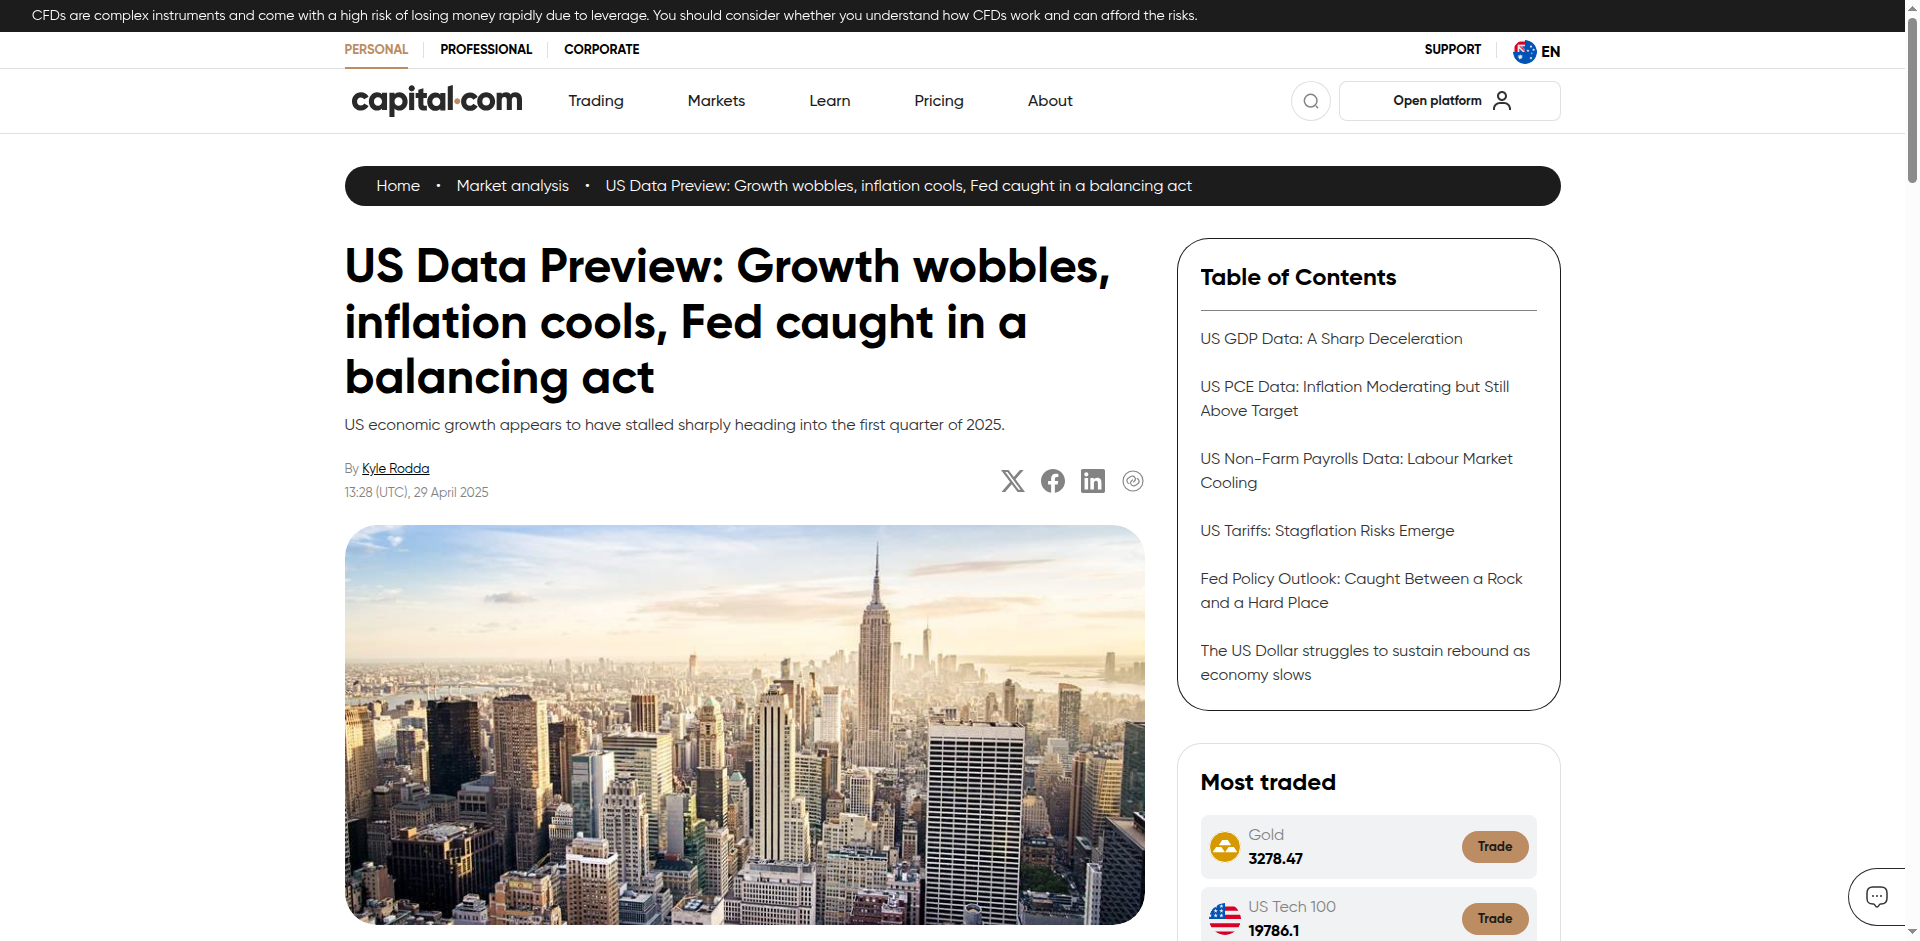 CFDs are complex instruments and come with a high risk of losing money rapidly due to leverage. You should consider whether you understand how CFDs work and can afford the risks.
PERSONAL
PROFESSIONAL
CORPORATE
SUPPORT
EN
capital.com
Trading
Markets
Learn
Pricing
About
Open platform
Home • Market analysis • US Data Preview: Growth wobbles, inflation cools, Fed caught in a balancing act
US Data Preview: Growth wobbles,
inflation cools, Fed caught in a
balancing act
US economic growth appears to have stalled sharply heading into the first quarter of 2025.
By Kyle Rodda
13:28 (UTC), 29 April 2025
Table of Contents
US GDP Data: A Sharp Deceleration
US PCE Data: Inflation Moderating but Still
Above Target
US Non-Farm Payrolls Data: Labour Market
Cooling
US Tariffs: Stagflation Risks Emerge
Fed Policy Outlook: Caught Between a Rock
and a Hard Place
The US Dollar struggles to sustain rebound as
economy slows
Most traded
Gold
3278.47
Trade
US Tech 100
19786.1
Trade